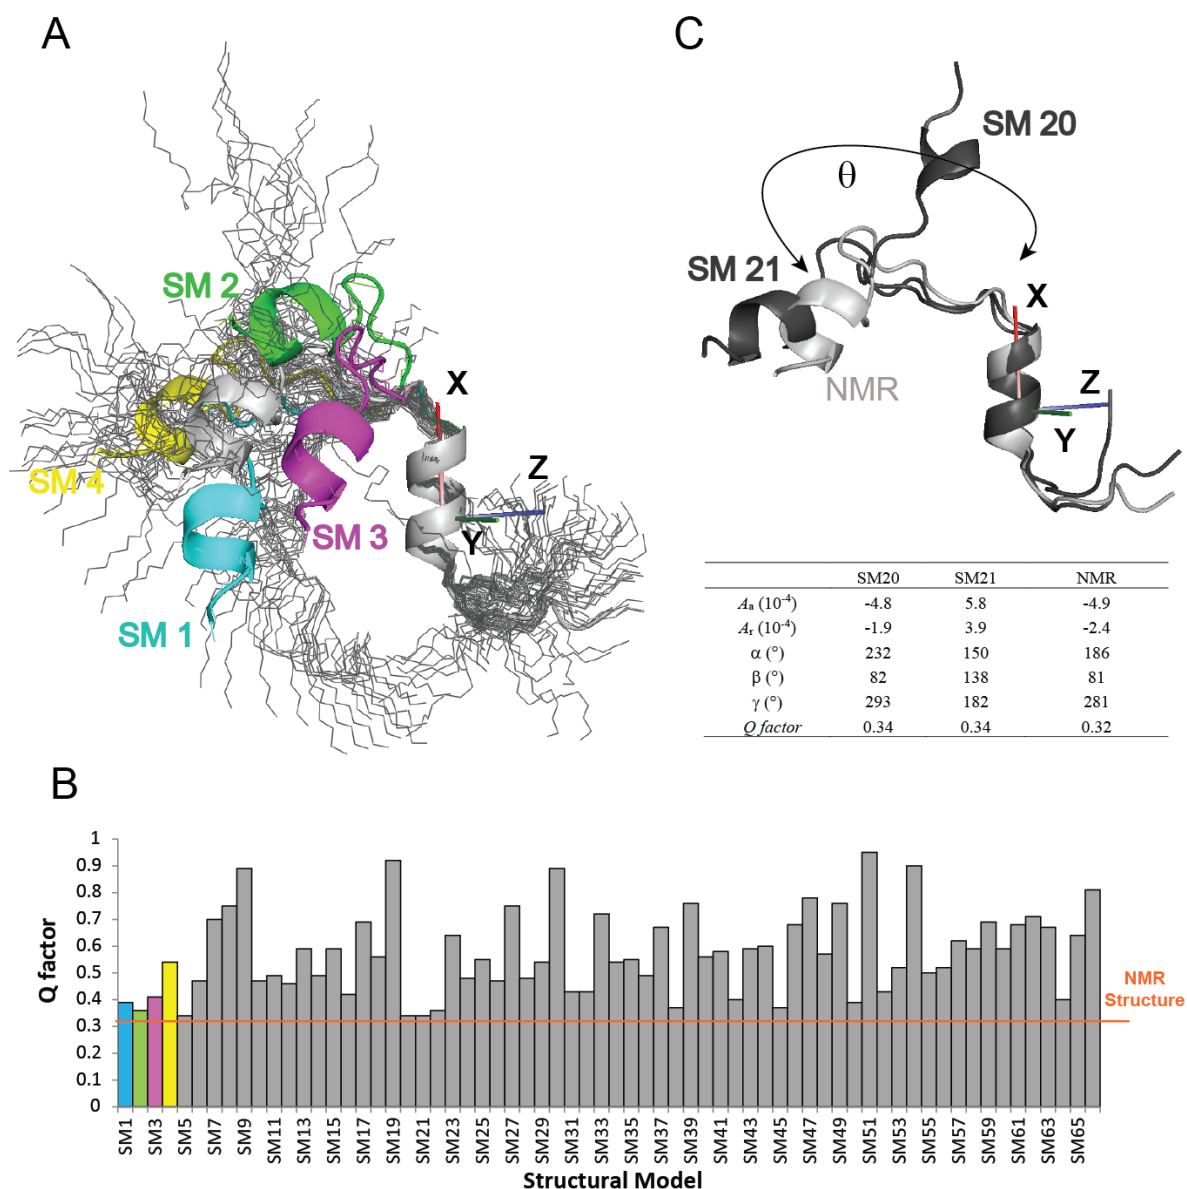 A
SM 2
SM 4
SM 1
SM 3
X
Z
Y
C
SM 20
θ
SM 21
NMR
X
Z
Y
SM20 SM21 NMR
Aa (10-4) -4.8 5.8 -4.9
Ar (10-4) -1.9 3.9 -2.4
α (°) 232 150 186
β (°) 82 138 81
γ (°) 293 182 281
Q factor 0.34 0.34 0.32
B
Q factor
1
0.9
0.8
0.7
0.6
0.5
0.4
0.3
0.2
0.1
0
NMR
Structure
SM1 SM3 SM5 SM7 SM9 SM11 SM13 SM15 SM17 SM19 SM21 SM23 SM25 SM27 SM29 SM31 SM33 SM35 SM37 SM39 SM41 SM43 SM45 SM47 SM49 SM51 SM53 SM55 SM57 SM59 SM61 SM63 SM65
Structural Model